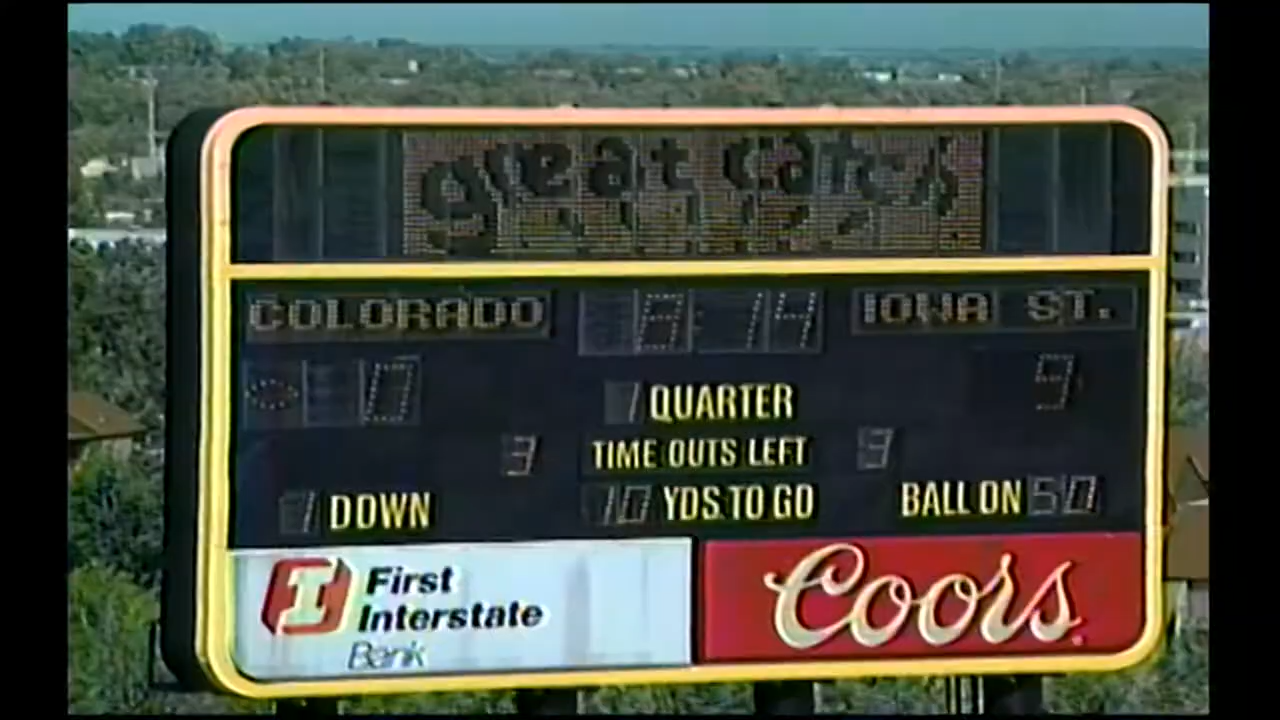 great catch
COLORADO 8:14 IOWA ST.
0 1 QUARTER 9
3 TIME OUTS LEFT 3
1 DOWN 10 YDS TO GO BALL ON 50
I First
Interstate
Bank
Coors